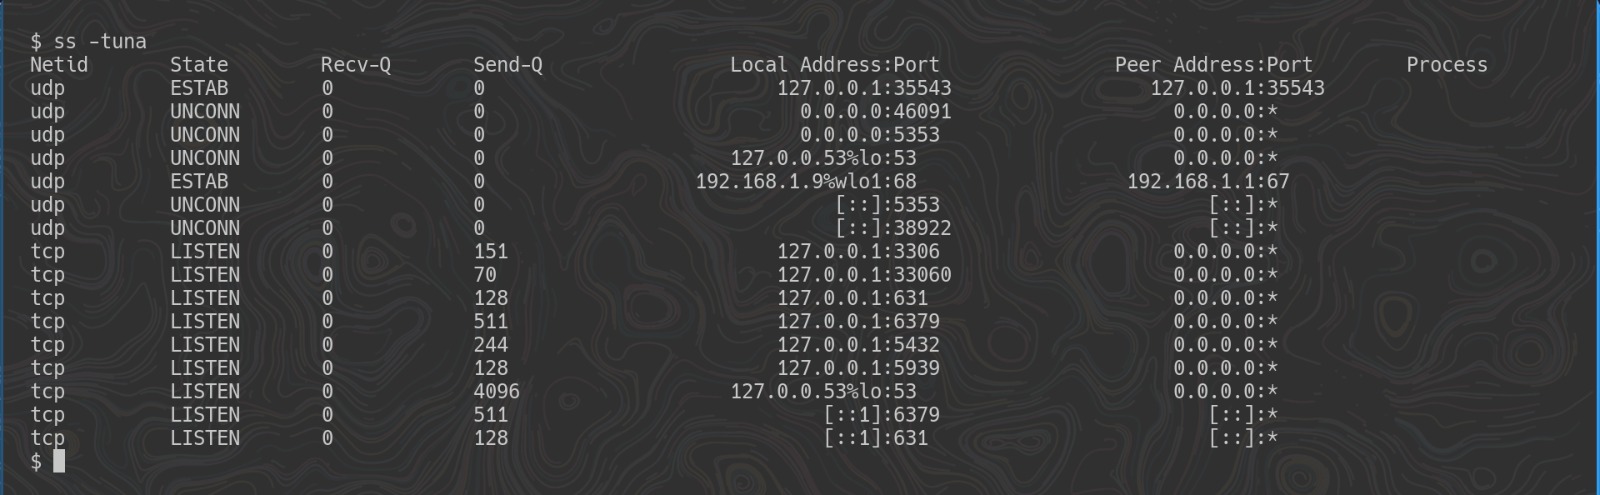 $ ss -tuna
Netid State Recv-Q Send-Q Local Address:Port Peer Address:Port Process
udp ESTAB 0 0 127.0.0.1:35543 127.0.0.1:35543
udp UNCONN 0 0 0.0.0.0:46091 0.0.0.0:*
udp UNCONN 0 0 0.0.0.0:5353 0.0.0.0:*
udp UNCONN 0 0 127.0.0.53%lo:53 0.0.0.0:*
udp ESTAB 0 0 192.168.1.9%wlo1:68 192.168.1.1:67
udp UNCONN 0 0 [::]:5353 [::]:*
udp UNCONN 0 0 [::]:38922 [::]:*
tcp LISTEN 0 151 127.0.0.1:3306 0.0.0.0:*
tcp LISTEN 0 70 127.0.0.1:33060 0.0.0.0:*
tcp LISTEN 0 128 127.0.0.1:631 0.0.0.0:*
tcp LISTEN 0 511 127.0.0.1:6379 0.0.0.0:*
tcp LISTEN 0 244 127.0.0.1:5432 0.0.0.0:*
tcp LISTEN 0 128 127.0.0.1:5939 0.0.0.0:*
tcp LISTEN 0 4096 127.0.0.53%lo:53 0.0.0.0:*
tcp LISTEN 0 511 [::1]:6379 [::]:*
tcp LISTEN 0 128 [::1]:631 [::]:*
$